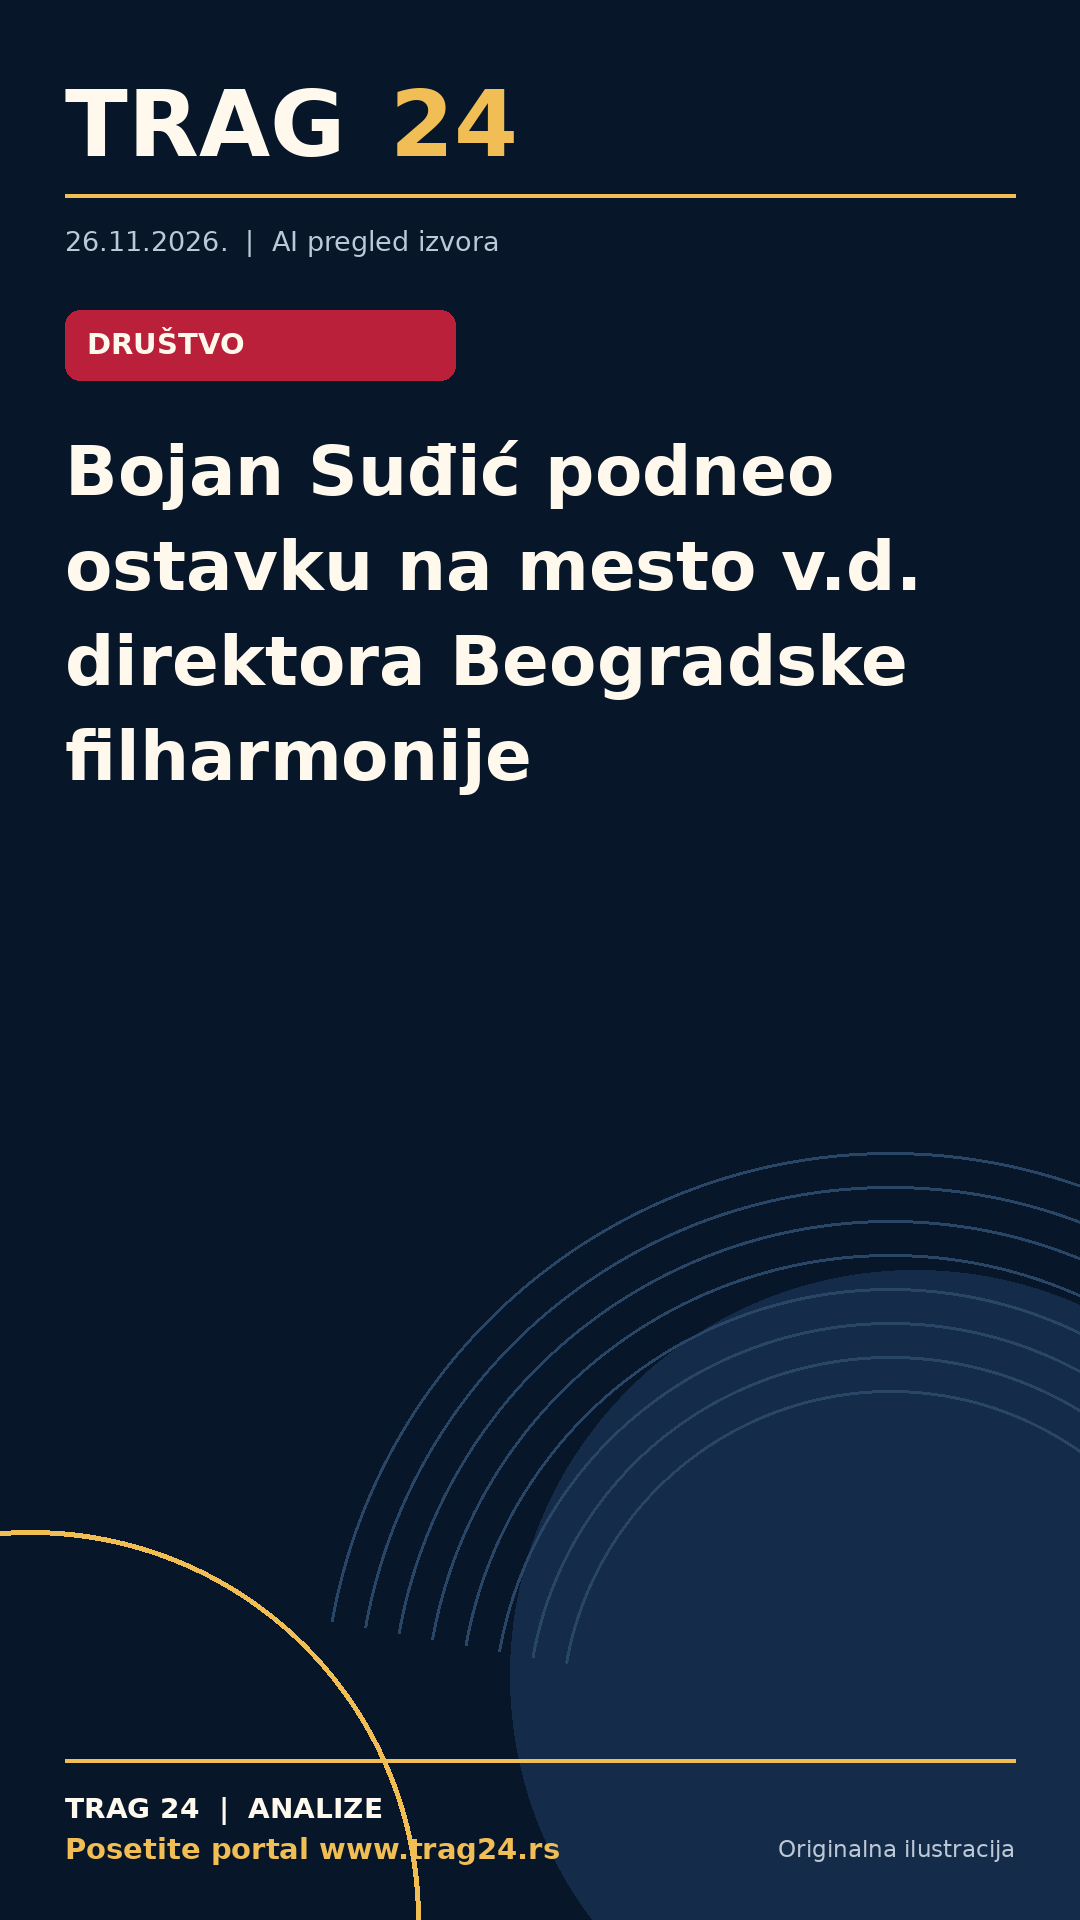 TRAG 24
26.11.2026. | AI pregled izvora
DRUŠTVO
Bojan Suđić podneo
ostavku na mesto v.d.
direktora Beogradske
filharmonije
TRAG 24 | ANALIZE
Posetite portal www.trag24.rs
Originalna ilustracija